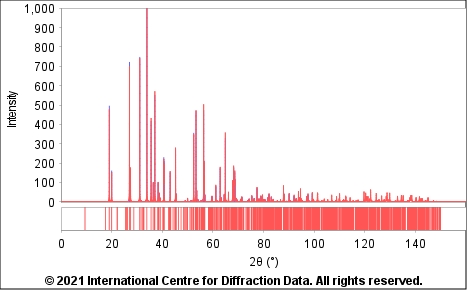 1,000
900
800
700
600
500
400
300
200
100
0
Intensity
0 20 40 60 80 100 120 140
2θ (°)
© 2021 International Centre for Diffraction Data. All rights reserved.